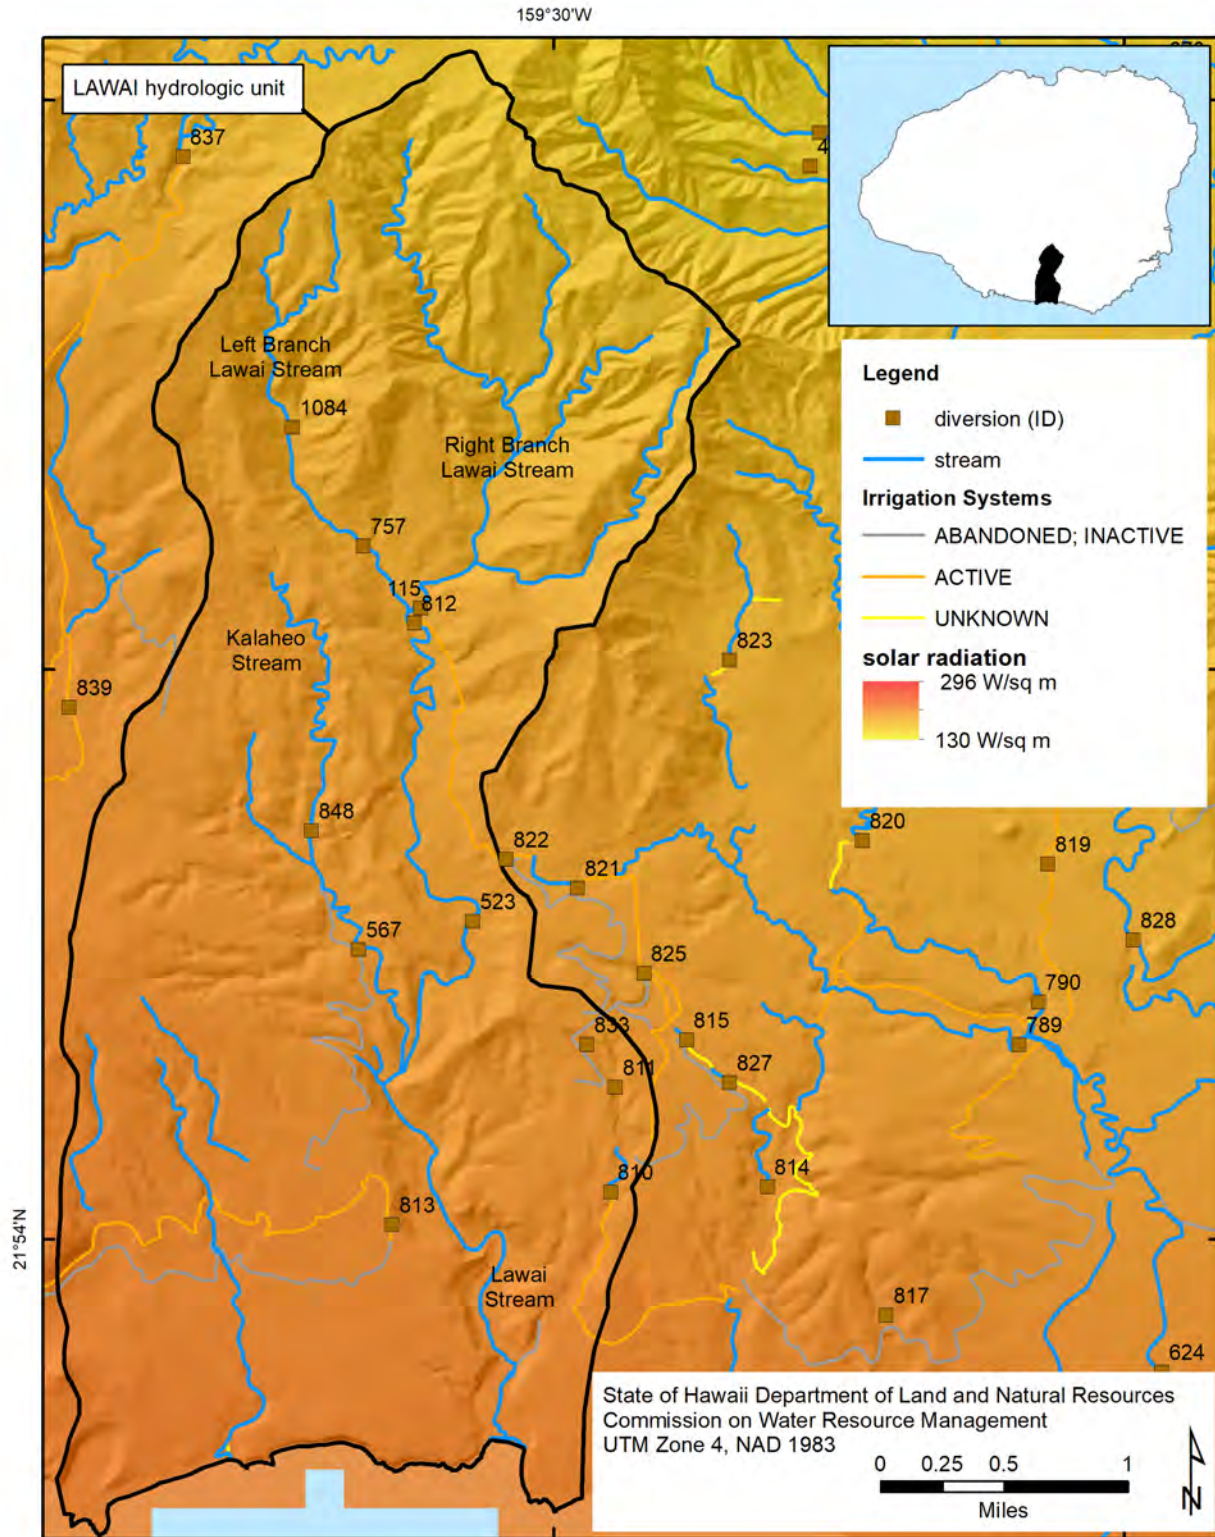 159°30'W
LAWAI hydrologic unit
837
4
Left Branch
Lawai Stream
1084
Right Branch
Lawai Stream
757
115
812
Kalaheo
Stream
823
839
848
822
821
820
819
523
828
567
825
790
833
815
789
811
827
810
814
813
21°54'N
Lawai
Stream
817
624
Legend
diversion (ID)
stream
Irrigation Systems
ABANDONED; INACTIVE
ACTIVE
UNKNOWN
solar radiation
296 W/sq m
130 W/sq m
State of Hawaii Department of Land and Natural Resources
Commission on Water Resource Management
UTM Zone 4, NAD 1983
0 0.25 0.5 1
Miles
N